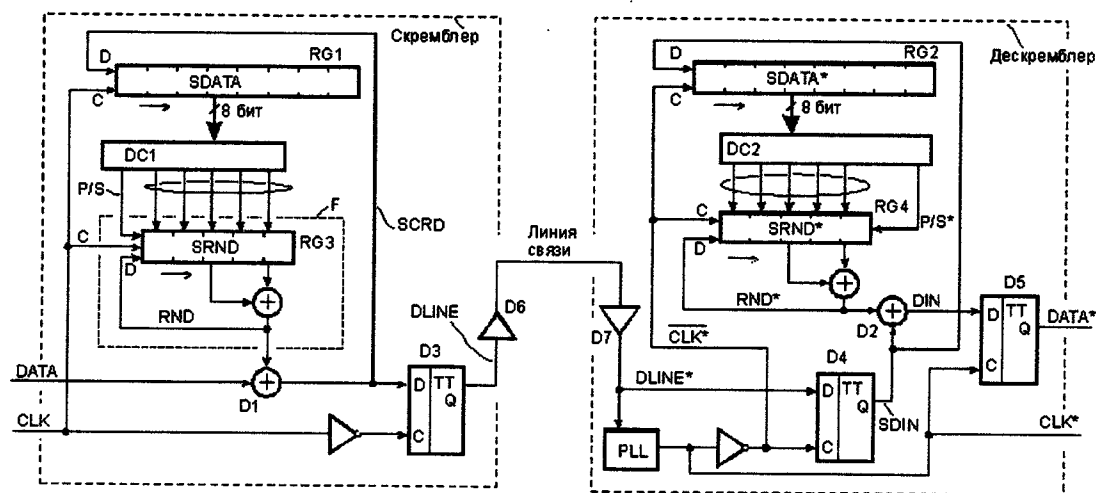 Скремблер
D
RG1
SDATA
C
8 бит
DC1
P/S
F
SCRD
C
SRND
RG3
D
RND
DLINE
D6
DATA
D1
D3
D
TT
Q
C
CLK
Линия
связи
Дескремблер
D
RG2
SDATA*
C
8 бит
DC2
C
RG4
P/S*
SRND*
D
RND*
DIN
D5
D7
D2
D
TT
Q
DATA*
CLK*
D4
C
DLINE*
D
TT
Q
SDIN
CLK*
PLL
C